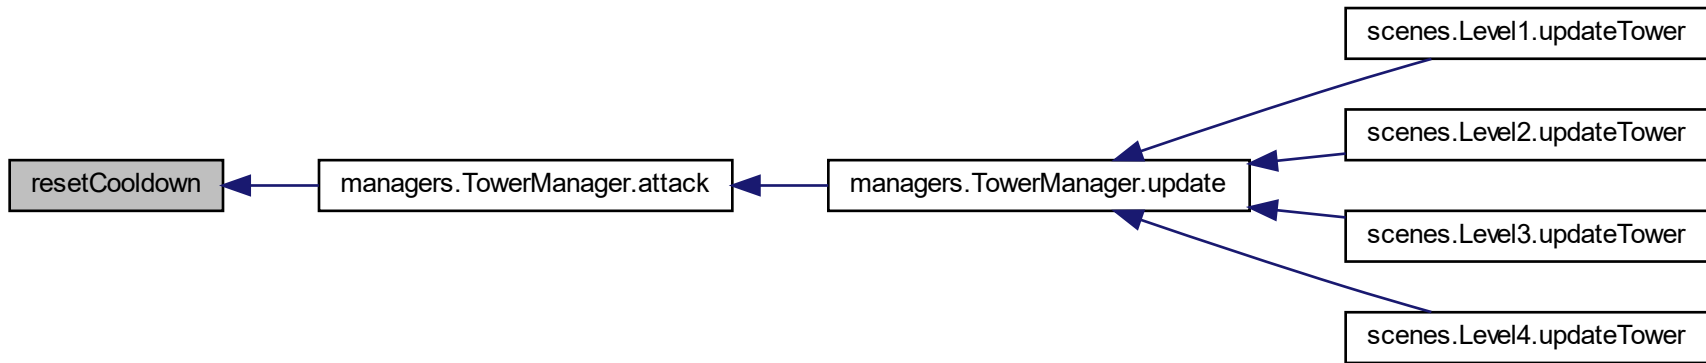 resetCooldown
managers.TowerManager.attack
managers.TowerManager.update
scenes.Level1.updateTower
scenes.Level2.updateTower
scenes.Level3.updateTower
scenes.Level4.updateTower